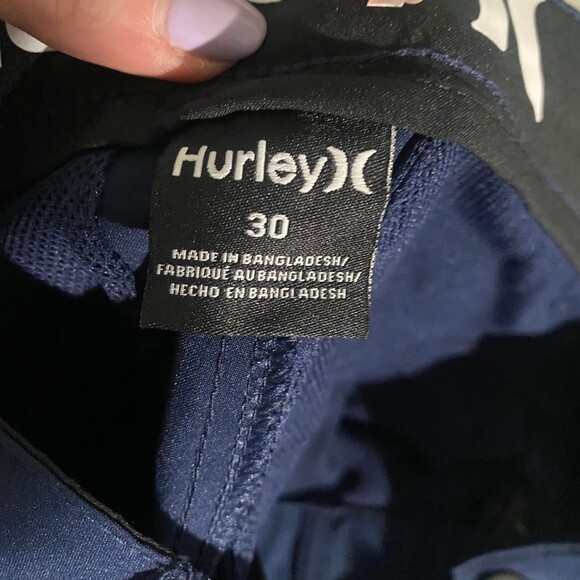 Hurley
30
MADE IN BANGLADESH/
FABRIQUÉ AU BANGLADESH/
HECHO EN BANGLADESH